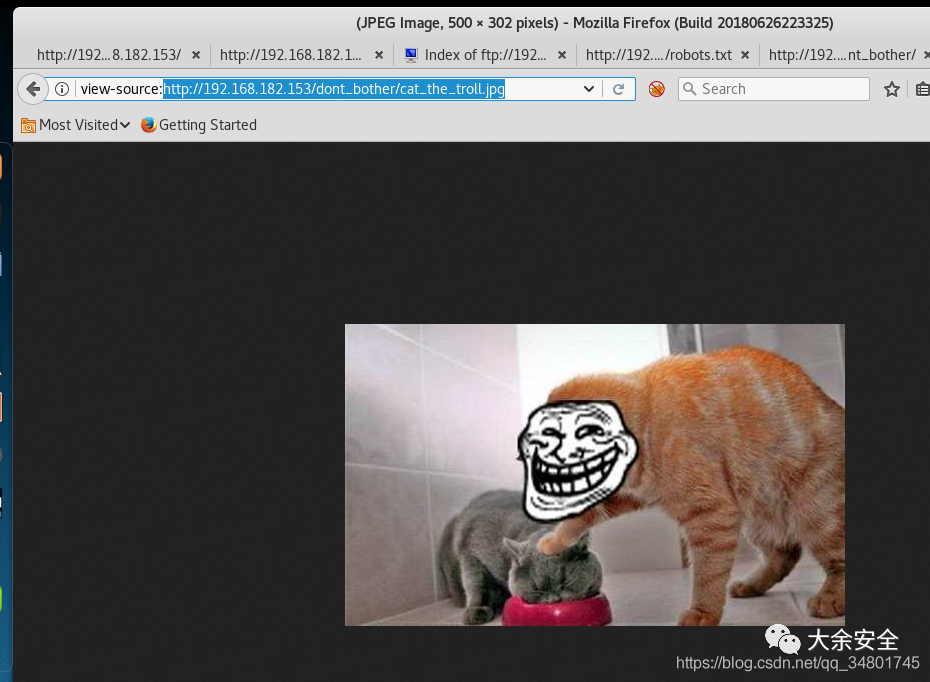 (JPEG Image, 500 × 302 pixels) - Mozilla Firefox (Build 20180626223325)
http://192...8.182.153/ × http://192.168.182.1... × Index of ftp://192... × http://192.... /robots.txt × http://192....nt_bother/ ×
view-source:http://192.168.182.153/dont_bother/cat_the_troll.jpg Search
Most Visited Getting Started
大余安全
https://blog.csdn.net/qq_34801745